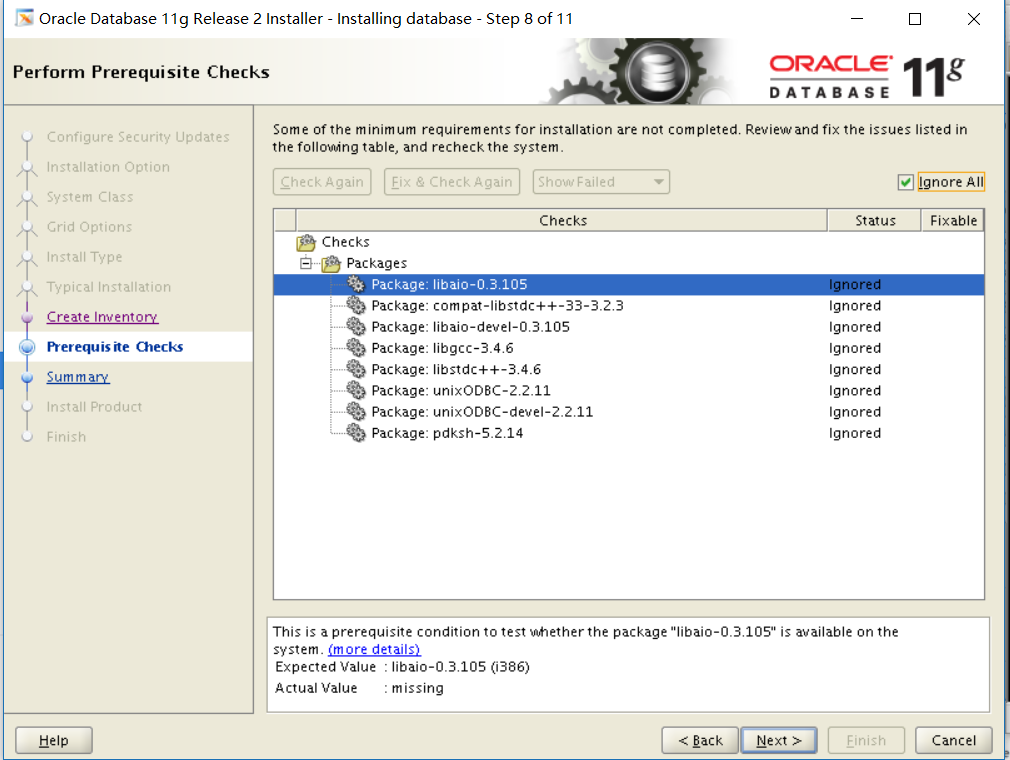 Oracle Database 11g Release 2 Installer - Installing database - Step 8 of 11
Perform Prerequisite Checks
ORACLE
DATABASE
11g
Configure Security Updates
Installation Option
System Class
Grid Options
Install Type
Typical Installation
Create Inventory
Prerequisite Checks
Summary
Install Product
Finish
Some of the minimum requirements for installation are not completed. Review and fix the issues listed in
the following table, and recheck the system.
Check Again Fix & Check Again Show Failed Ignore All
Checks Status Fixable
Checks
Packages
Package: libaio-0.3.105 Ignored
Package: compat-libstdc++-33-3.2.3 Ignored
Package: libaio-devel-0.3.105 Ignored
Package: libgcc-3.4.6 Ignored
Package: libstdc++-3.4.6 Ignored
Package: unixODBC-2.2.11 Ignored
Package: unixODBC-devel-2.2.11 Ignored
Package: pdksh-5.2.14 Ignored
This is a prerequisite condition to test whether the package "libaio-0.3.105" is available on the
system. (more details)
Expected Value : libaio-0.3.105 (i386)
Actual Value : missing
Help < Back Next > Finish Cancel